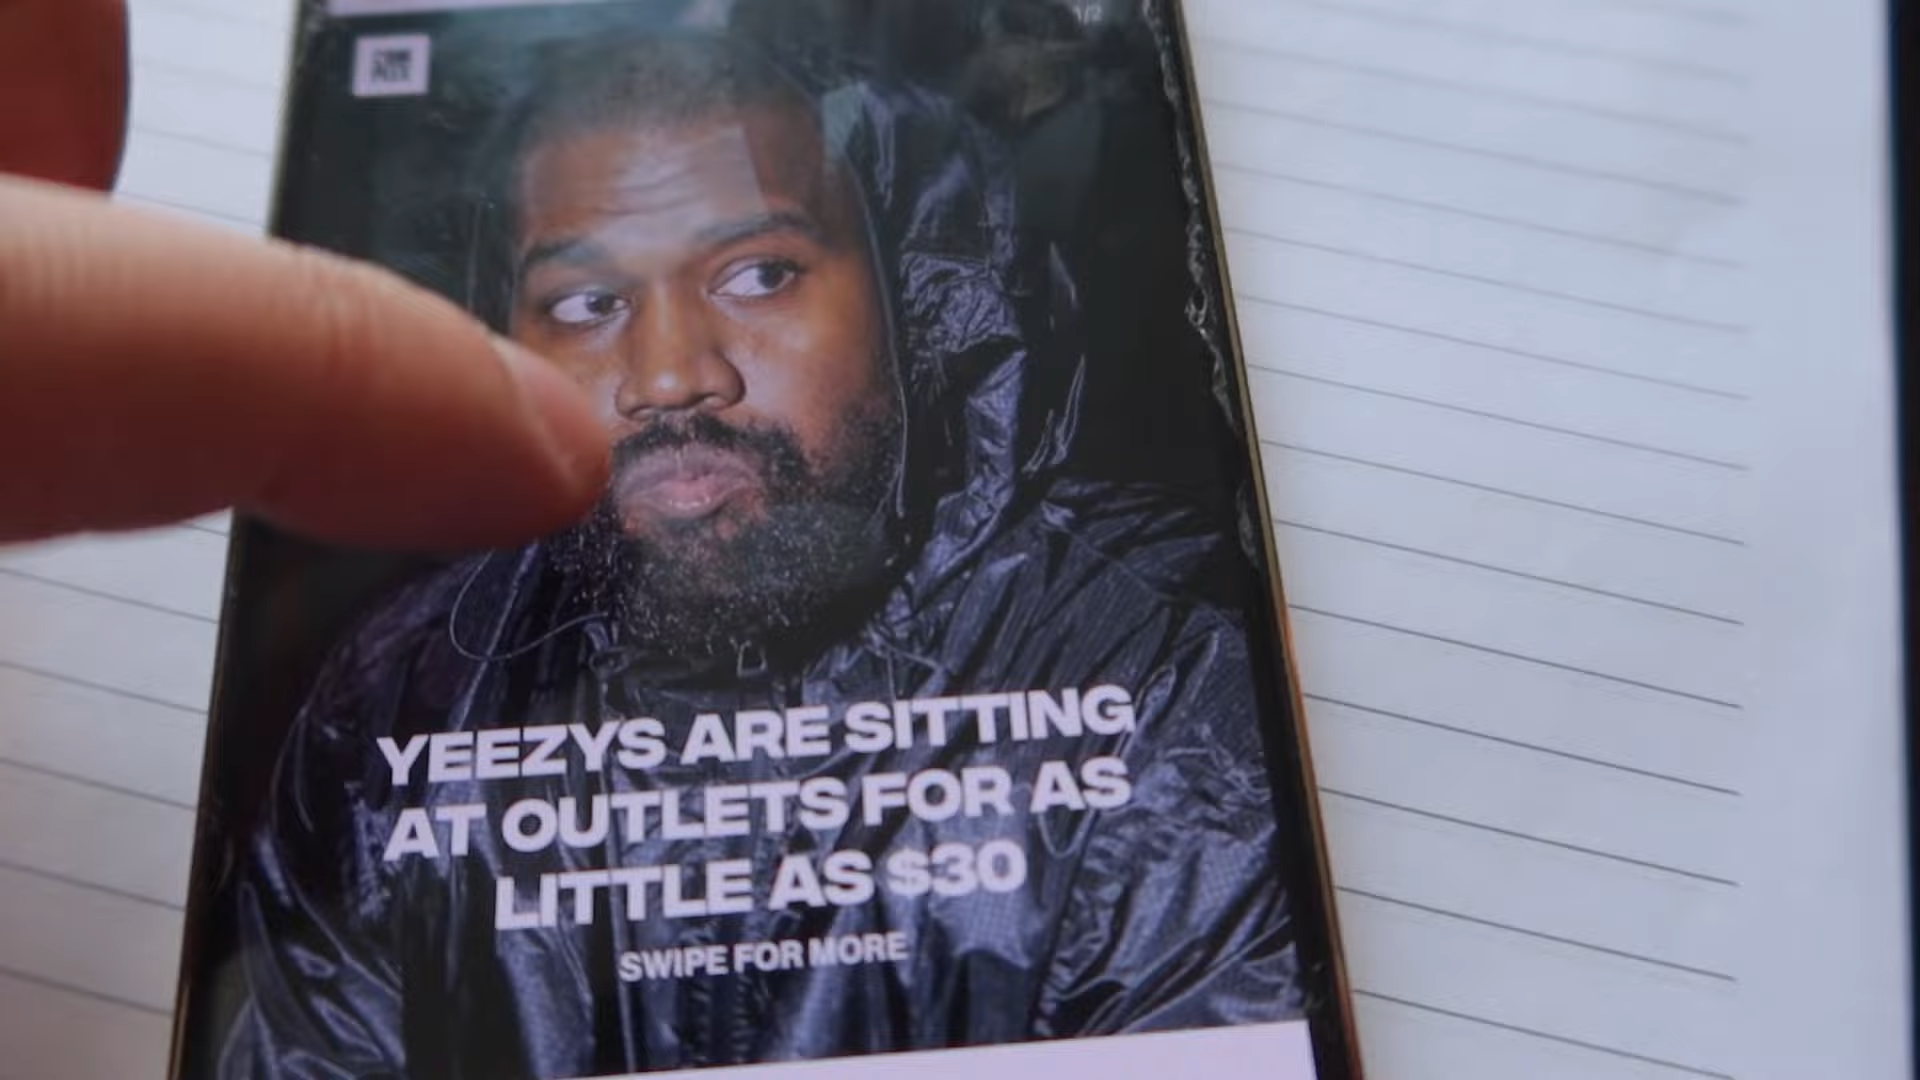 YEEZYS ARE SITTING
AT OUTLETS FOR AS
LITTLE AS $30
SWIPE FOR MORE